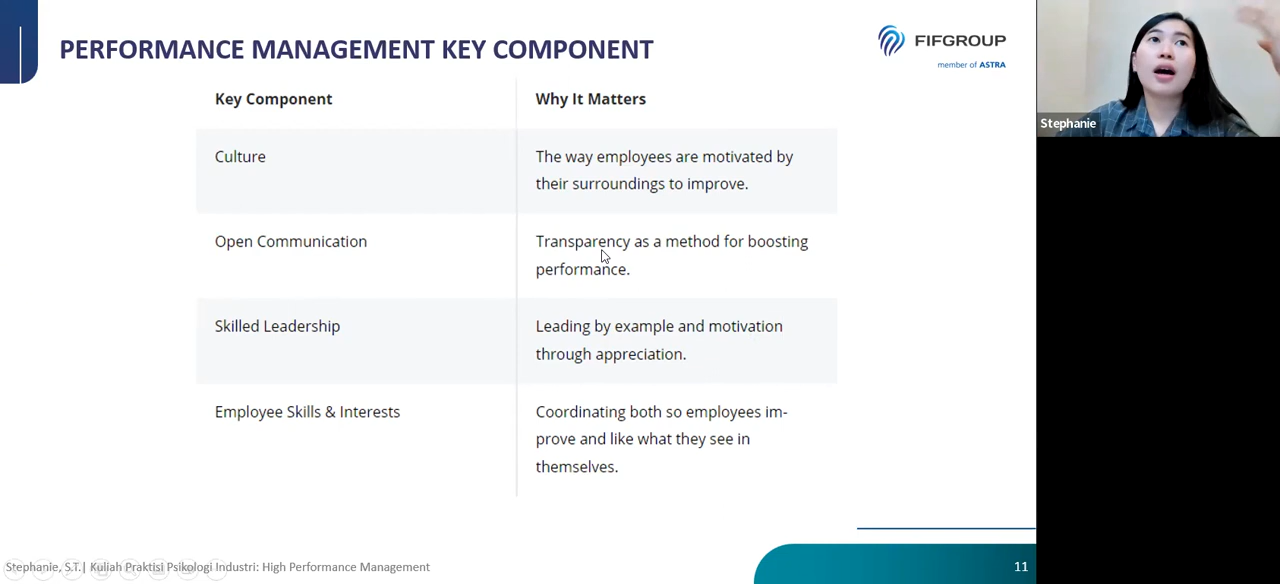 PERFORMANCE MANAGEMENT KEY COMPONENT
FIFGROUP
member of ASTRA
Stephanie
Key Component
Why It Matters
Culture
The way employees are motivated by
their surroundings to improve.
Open Communication
Transparency as a method for boosting
performance.
Skilled Leadership
Leading by example and motivation
through appreciation.
Employee Skills & Interests
Coordinating both so employees im-
prove and like what they see in
themselves.
Stephanie, S.T.| Kuliah Praktisi Psikologi Industri: High Performance Management
11